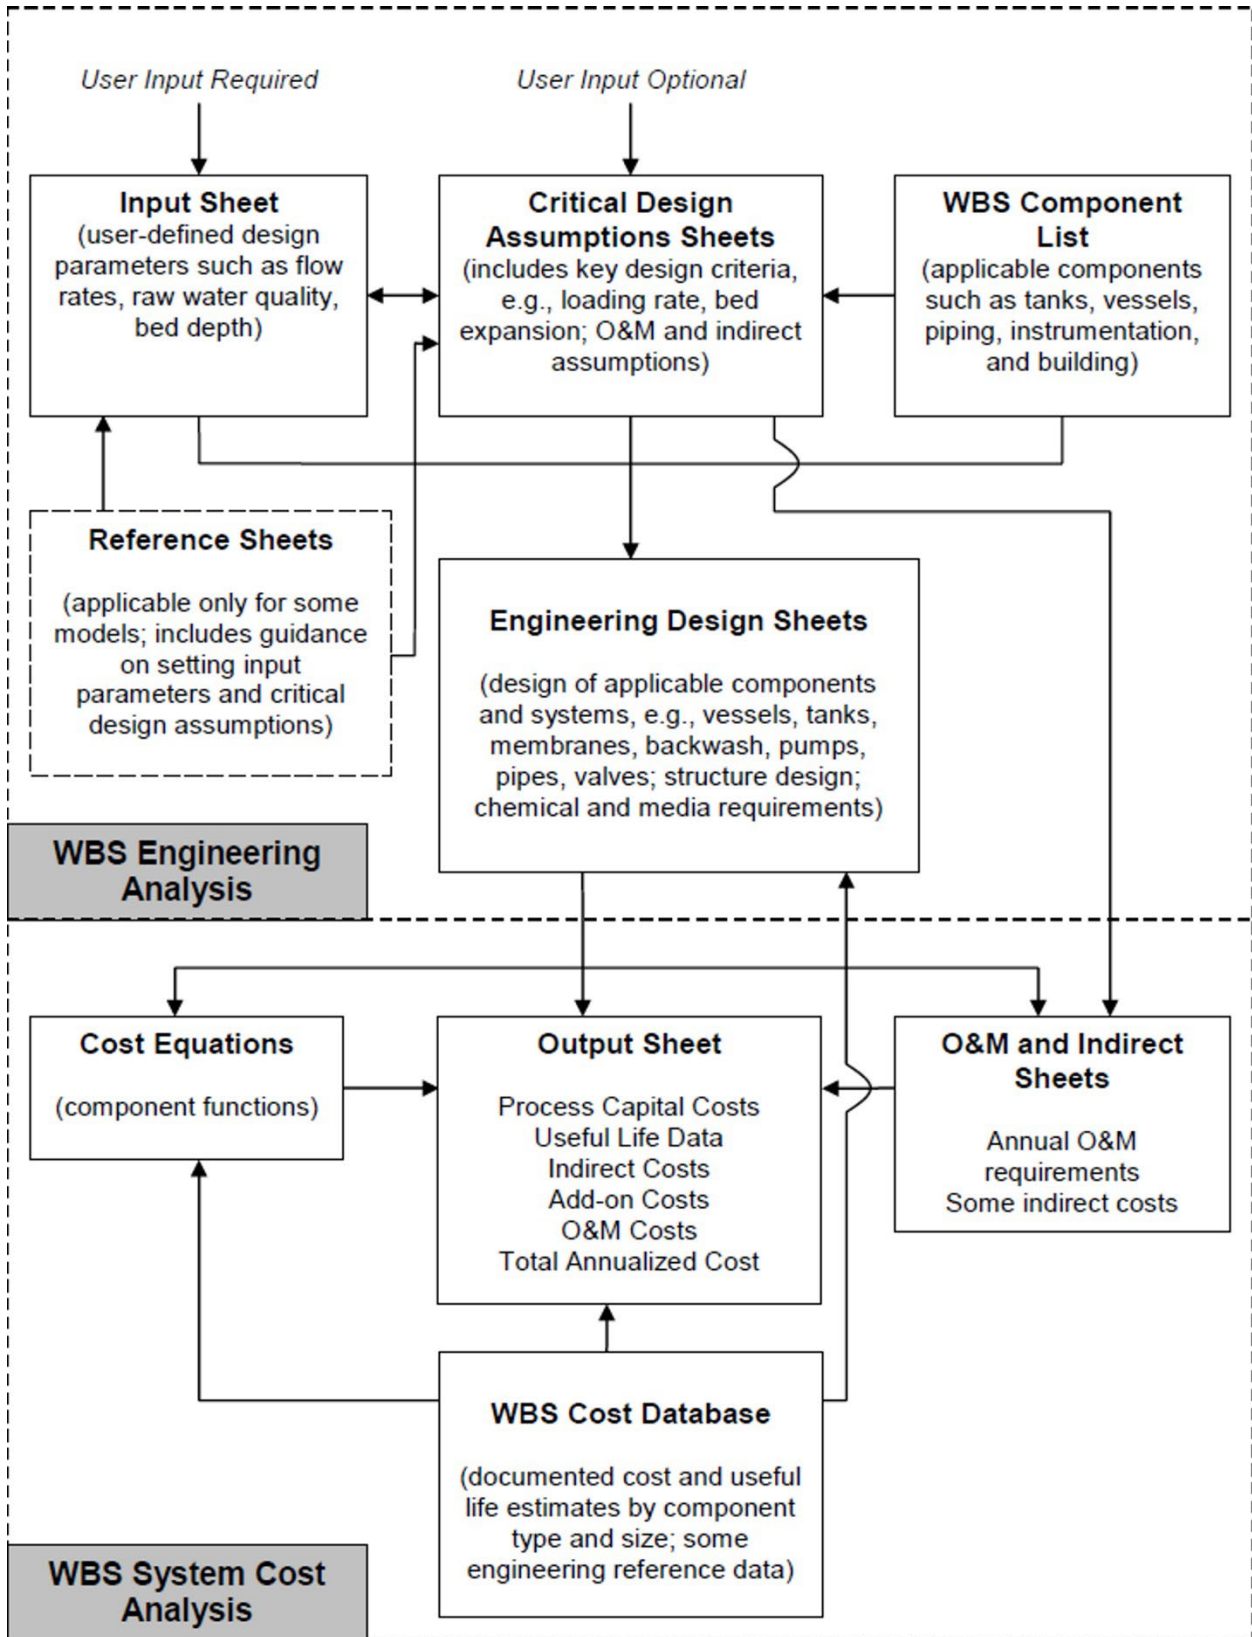 User Input Required
User Input Optional
Input Sheet
(user-defined design
parameters such as flow
rates, raw water quality,
bed depth)
Critical Design
Assumptions Sheets
(includes key design criteria,
e.g., loading rate, bed
expansion; O&M and indirect
assumptions)
WBS Component
List
(applicable components
such as tanks, vessels,
piping, instrumentation,
and building)
Reference Sheets
(applicable only for some
models; includes guidance
on setting input
parameters and critical
design assumptions)
Engineering Design Sheets
(design of applicable components
and systems, e.g., vessels, tanks,
membranes, backwash, pumps,
pipes, valves; structure design;
chemical and media requirements)
WBS Engineering
Analysis
Cost Equations
(component functions)
Output Sheet
Process Capital Costs
Useful Life Data
Indirect Costs
Add-on Costs
O&M Costs
Total Annualized Cost
O&M and Indirect
Sheets
Annual O&M
requirements
Some indirect costs
WBS Cost Database
(documented cost and useful
life estimates by component
type and size; some
engineering reference data)
WBS System Cost
Analysis